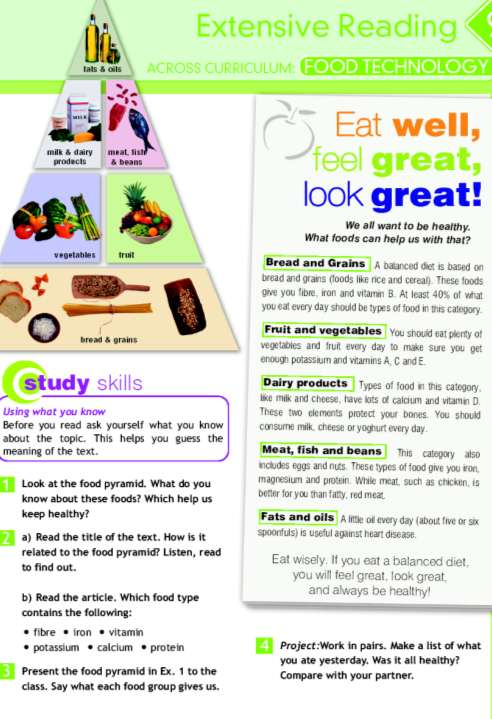 Extensive Reading
ACROSS CURRICULUM: FOOD TECHNOLOGY
fats & oils
MILK
milk & dairy
products
meat, fish
& beans
vegetables
fruit
bread & grains
study skills
Using what you know
Before you read ask yourself what you know
about the topic. This helps you guess the
meaning of the text.
1 Look at the food pyramid. What do you
know about these foods? Which help us
keep healthy?
2 a) Read the title of the text. How is it
related to the food pyramid? Listen, read
to find out.
b) Read the article. Which food type
contains the following:
• fibre • iron • vitamin
• potassium • calcium • protein
3 Present the food pyramid in Ex. 1 to the
class. Say what each food group gives us.
Eat well,
feel great,
look great!
We all want to be healthy.
What foods can help us with that?
Bread and Grains A balanced diet is based on
bread and grains (foods like rice and cereal). These foods
give you fibre, iron and vitamin B. At least 40% of what
you eat every day should be types of food in this category.
Fruit and vegetables You should eat plenty of
vegetables and fruit every day to make sure you get
enough potassium and vitamins A, C and E.
Dairy products Types of food in this category,
like milk and cheese, have lots of calcium and vitamin D.
These two elements protect your bones. You should
consume milk, cheese or yoghurt every day.
Meat, fish and beans This category also
includes eggs and nuts. These types of food give you iron,
magnesium and protein. White meat, such as chicken, is
better for you than fatty, red meat.
Fats and oils A little oil every day (about five or six
spoonfuls) is useful against heart disease.
Eat wisely. If you eat a balanced diet,
you will feel great, look great,
and always be healthy!
4 Project: Work in pairs. Make a list of what
you ate yesterday. Was it all healthy?
Compare with your partner.